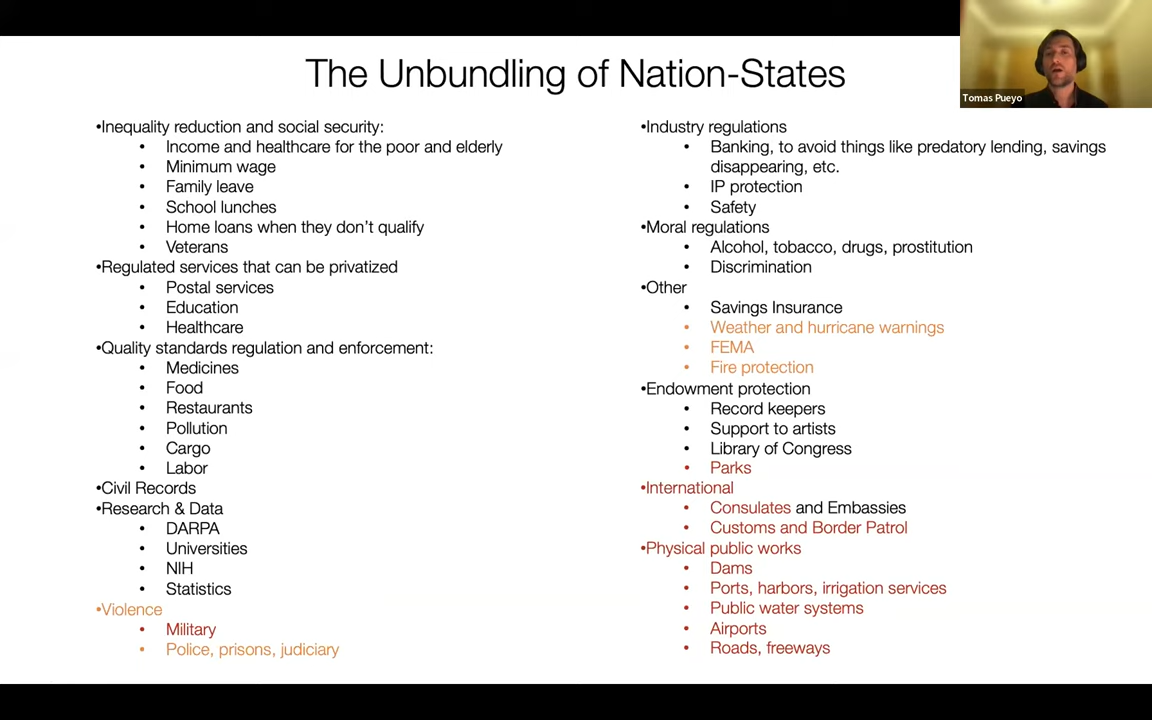 The Unbundling of Nation-States
Tomas Pueyo
•Inequality reduction and social security:
• Income and healthcare for the poor and elderly
• Minimum wage
• Family leave
• School lunches
• Home loans when they don’t qualify
• Veterans
•Regulated services that can be privatized
• Postal services
• Education
• Healthcare
•Quality standards regulation and enforcement:
• Medicines
• Food
• Restaurants
• Pollution
• Cargo
• Labor
•Civil Records
•Research & Data
• DARPA
• Universities
• NIH
• Statistics
•Violence
• Military
• Police, prisons, judiciary
•Industry regulations
• Banking, to avoid things like predatory lending, savings
disappearing, etc.
• IP protection
• Safety
•Moral regulations
• Alcohol, tobacco, drugs, prostitution
• Discrimination
•Other
• Savings Insurance
• Weather and hurricane warnings
• FEMA
• Fire protection
•Endowment protection
• Record keepers
• Support to artists
• Library of Congress
• Parks
•International
• Consulates and Embassies
• Customs and Border Patrol
•Physical public works
• Dams
• Ports, harbors, irrigation services
• Public water systems
• Airports
• Roads, freeways